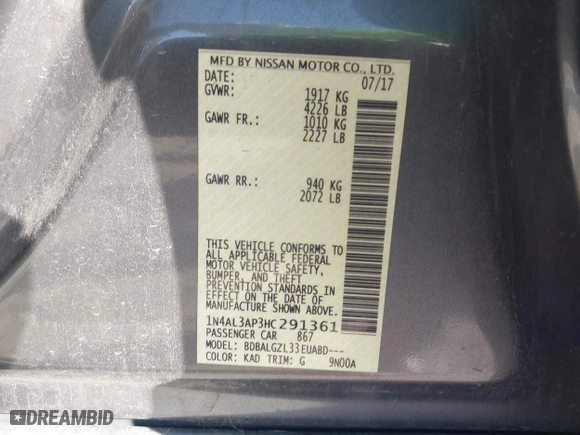 MFD BY NISSAN MOTOR CO., LTD.
DATE: 07/17
GVWR: 1917 KG
4226 LB
GAWR FR.: 1010 KG
2227 LB
GAWR RR.: 940 KG
2072 LB
THIS VEHICLE CONFORMS TO
ALL APPLICABLE FEDERAL
MOTOR VEHICLE SAFETY,
BUMPER, AND THEFT
PREVENTION STANDARDS IN
EFFECT ON THE DATE OF
MANUFACTURE SHOWN ABOVE.
1N4AL3AP3HC291361
PASSENGER CAR 867
MODEL: BDBALGZL33EUABD---
COLOR: KAD TRIM: G 9N00A
DREAMBID